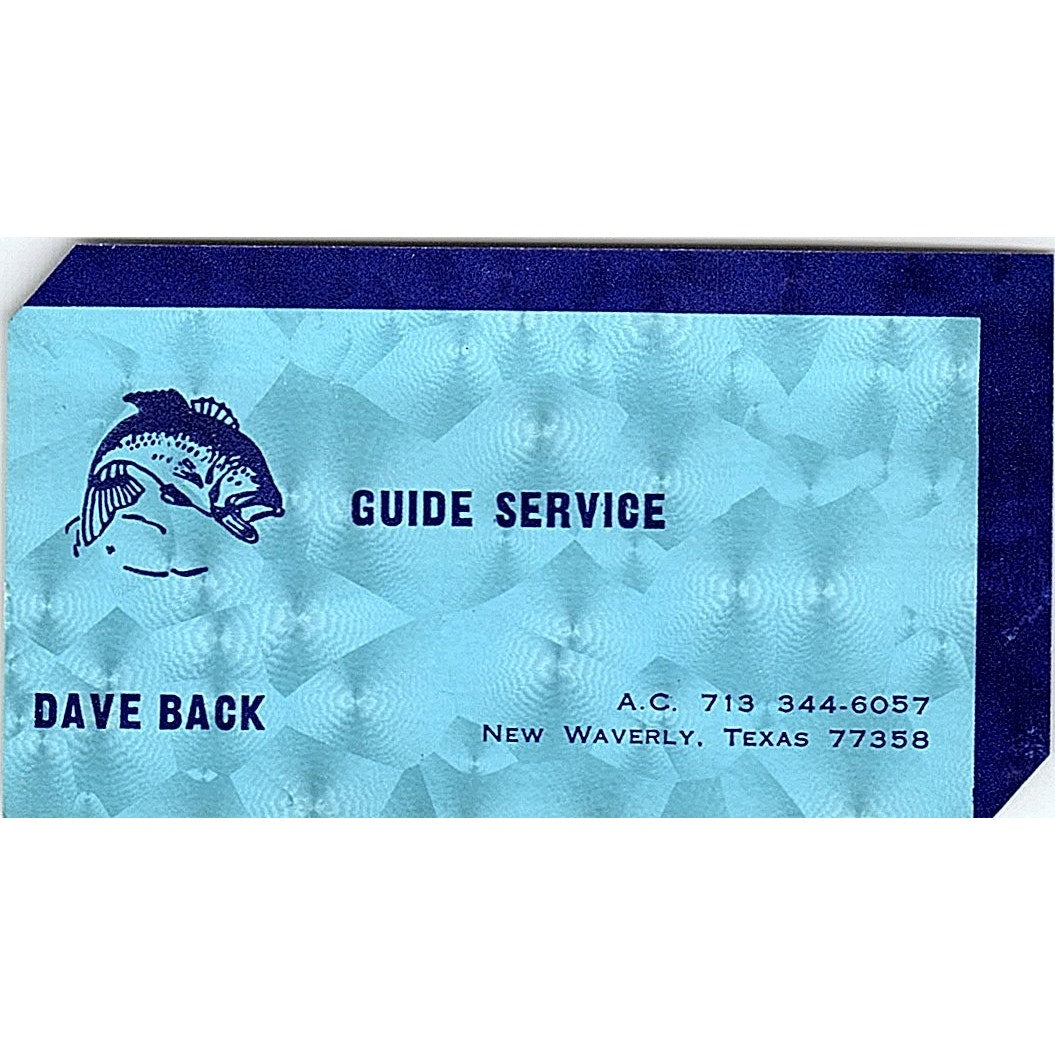 GUIDE SERVICE
DAVE BACK
A.C. 713 344-6057
NEW WAVERLY, TEXAS 77358